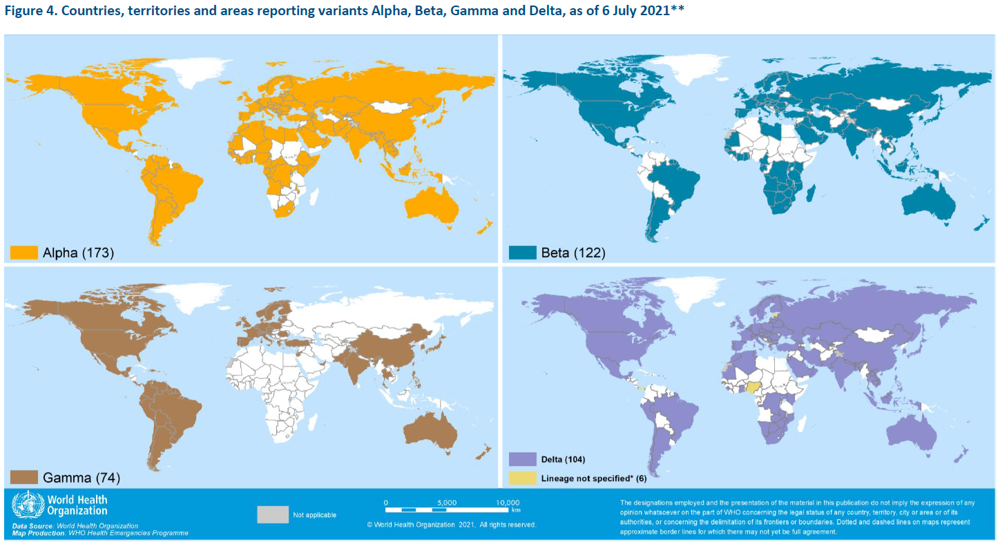 Figure 4. Countries, territories and areas reporting variants Alpha, Beta, Gamma and Delta, as of 6 July 2021**
Alpha (173)
Beta (122)
Gamma (74)
Delta (104)
Lineage not specified* (6)
World Health
Organization
Data Source: World Health Organization
Map Production: WHO Health Emergencies Programme
Not applicable
0 5,000 10,000
km
© World Health Organization 2021, All rights reserved.
The designations employed and the presentation of the material in this publication do not imply the expression of any
opinion whatsoever on the part of WHO concerning the legal status of any country, territory, city or area or of its
authorities, or concerning the delimitation of its frontiers or boundaries. Dotted and dashed lines on maps represent
approximate border lines for which there may not yet be full agreement.